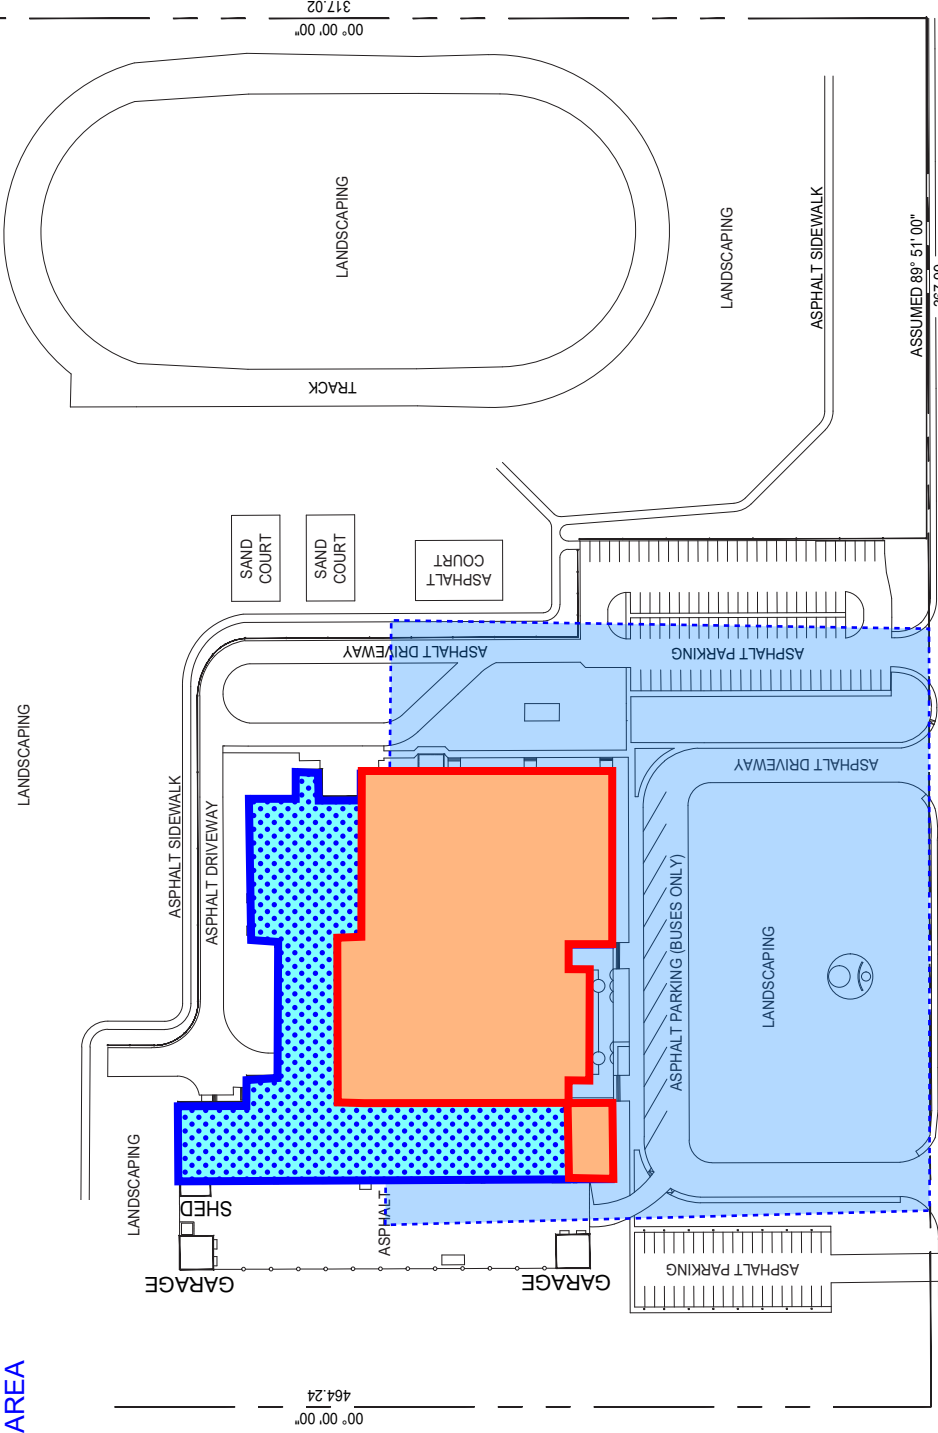 317.02
00° 00' 00"
LANDSCAPING
LANDSCAPING
ASPHALT SIDEWALK
ASSUMED 89° 51' 00"
TRACK
SAND
COURT
SAND
COURT
ASPHALT
COURT
ASPHALT DRIVEWAY
ASPHALT PARKING
LANDSCAPING
ASPHALT DRIVEWAY
ASPHALT SIDEWALK
ASPHALT DRIVEWAY
ASPHALT PARKING (BUSES ONLY)
LANDSCAPING
LANDSCAPING
SHED
ASPHALT
GARAGE
GARAGE
ASPHALT PARKING
AREA
464.24
00° 00' 00"